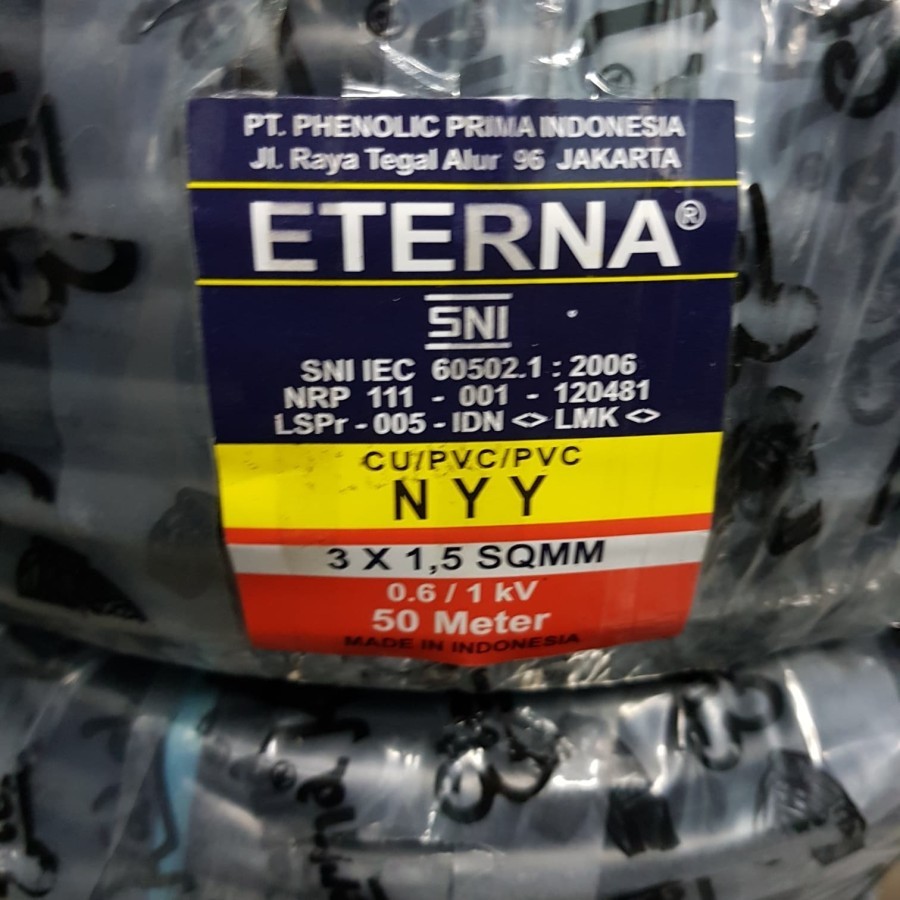 PT. PHENOLIC PRIMA INDONESIA
Jl. Raya Tegal Alur 96 JAKARTA
ETERNA®
SNI
SNI IEC 60502.1 : 2006
NRP 111 - 001 - 120481
LSPr - 005 - IDN <> LMK <>
CU/PVC/PVC
NYY
3 X 1,5 SQMM
0.6 / 1 kV
50 Meter
MADE IN INDONESIA